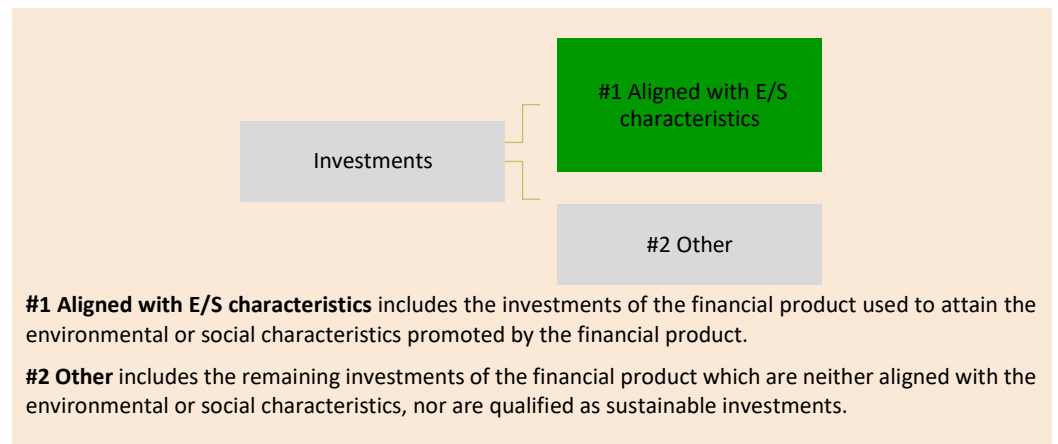 #1 Aligned with E/S
characteristics
Investments
#2 Other
#1 Aligned with E/S characteristics includes the investments of the financial product used to attain the
environmental or social characteristics promoted by the financial product.
#2 Other includes the remaining investments of the financial product which are neither aligned with the
environmental or social characteristics, nor are qualified as sustainable investments.